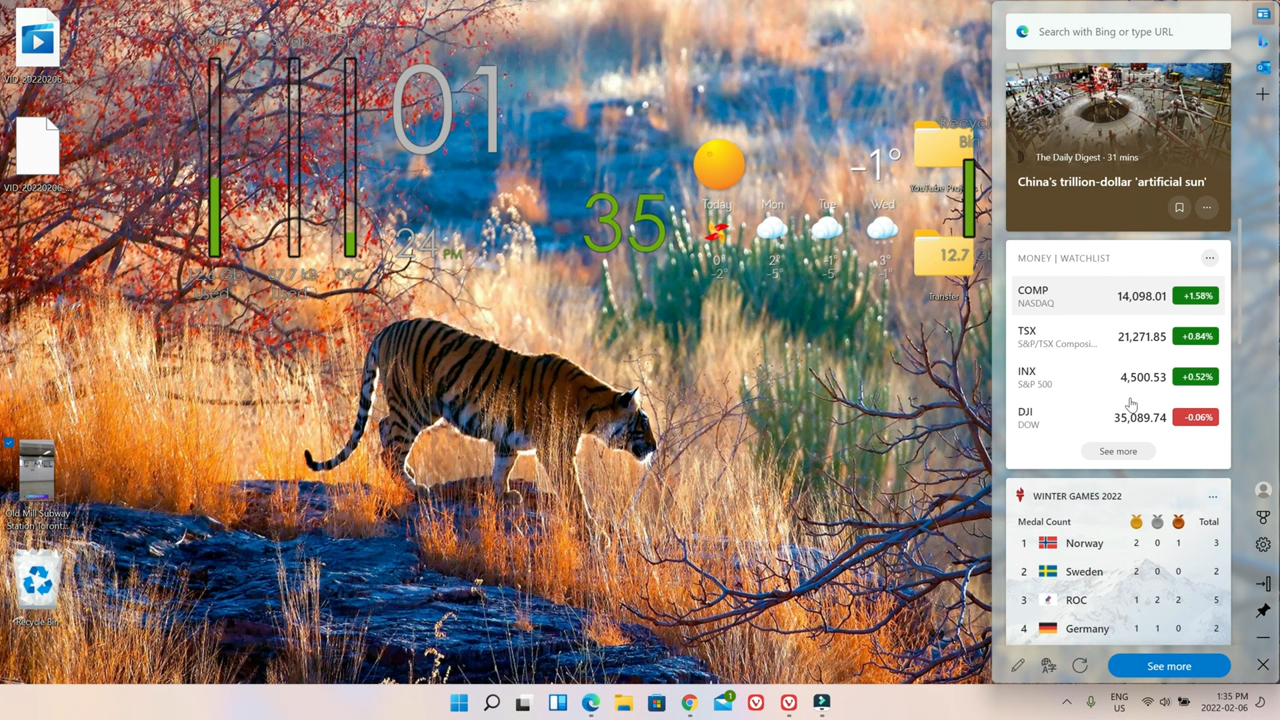 VID_20220206_...
VID_20220206_...
Old Mill Subway
Station Toront...
Recycle Bin
01
24 PM
35
-1°
Today
Mon
Tue
Wed
0°
-2°
2°
-5°
-1°
-5°
3°
-1°
Recycle
Bin
YouTube Proje...
12.7 G
Transfer
Search with Bing or type URL
The Daily Digest · 31 mins
China's trillion-dollar 'artificial sun'
MONEY | WATCHLIST
COMP 14,098.01 +1.58%
NASDAQ
TSX 21,271.85 +0.84%
S&P/TSX Composi...
INX 4,500.53 +0.52%
S&P 500
DJI 35,089.74 -0.06%
DOW
See more
WINTER GAMES 2022
Medal Count Total
1 Norway 2 0 1 3
2 Sweden 2 0 0 2
3 ROC 1 2 2 5
4 Germany 1 1 0 2
See more
1
ENG
US
1:35 PM
2022-02-06